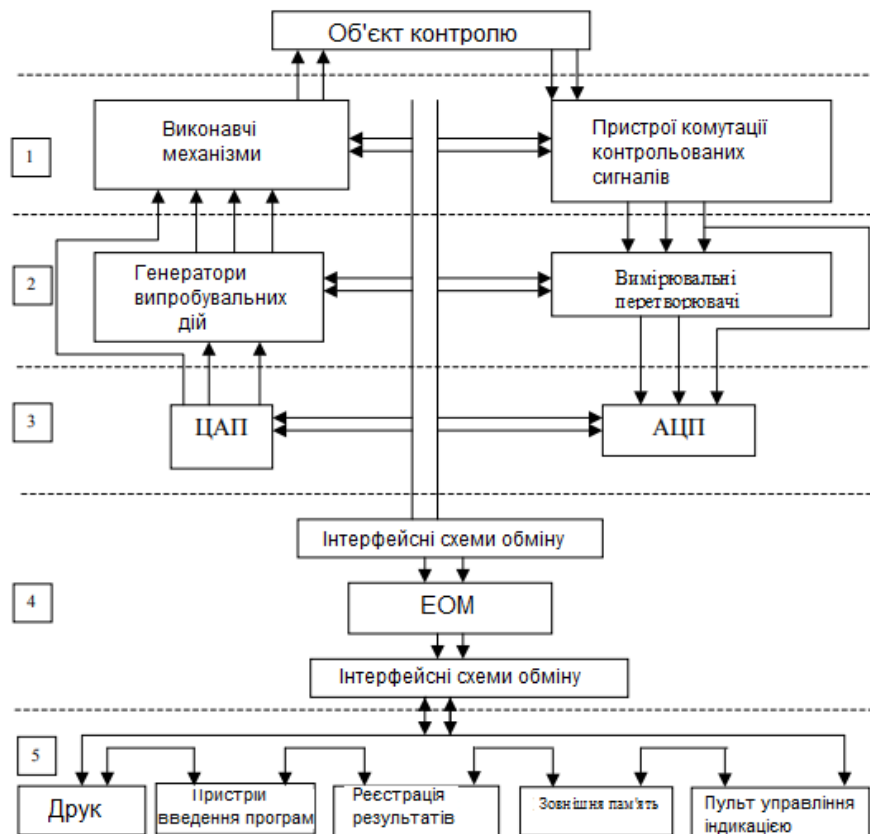 Об'єкт контролю
1
Виконавчі
механізми
Пристрої комутації
контрольованих
сигналів
2
Генератори
випробувальних
дій
Вимірювальні
перетворювачі
3
ЦАП
АЦП
Інтерфейсні схеми обміну
4
ЕОМ
Інтерфейсні схеми обміну
5
Друк
Пристрій
введення програм
Реєстрація
результатів
Зовнішня пам'ять
Пульт управління
індикацією